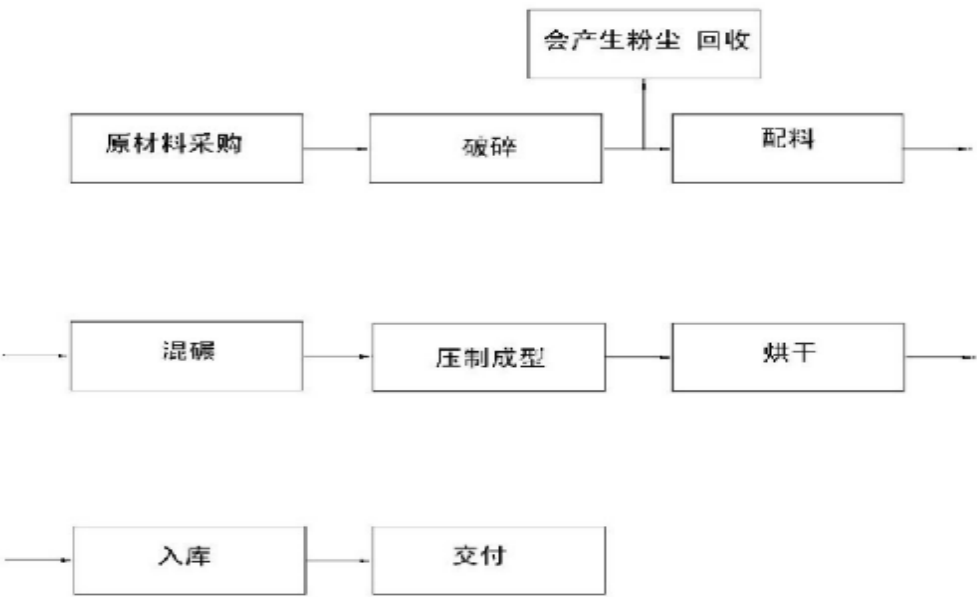 会产生粉尘 回收
原材料采购
破碎
配料
混碾
压制成型
烘干
入库
交付